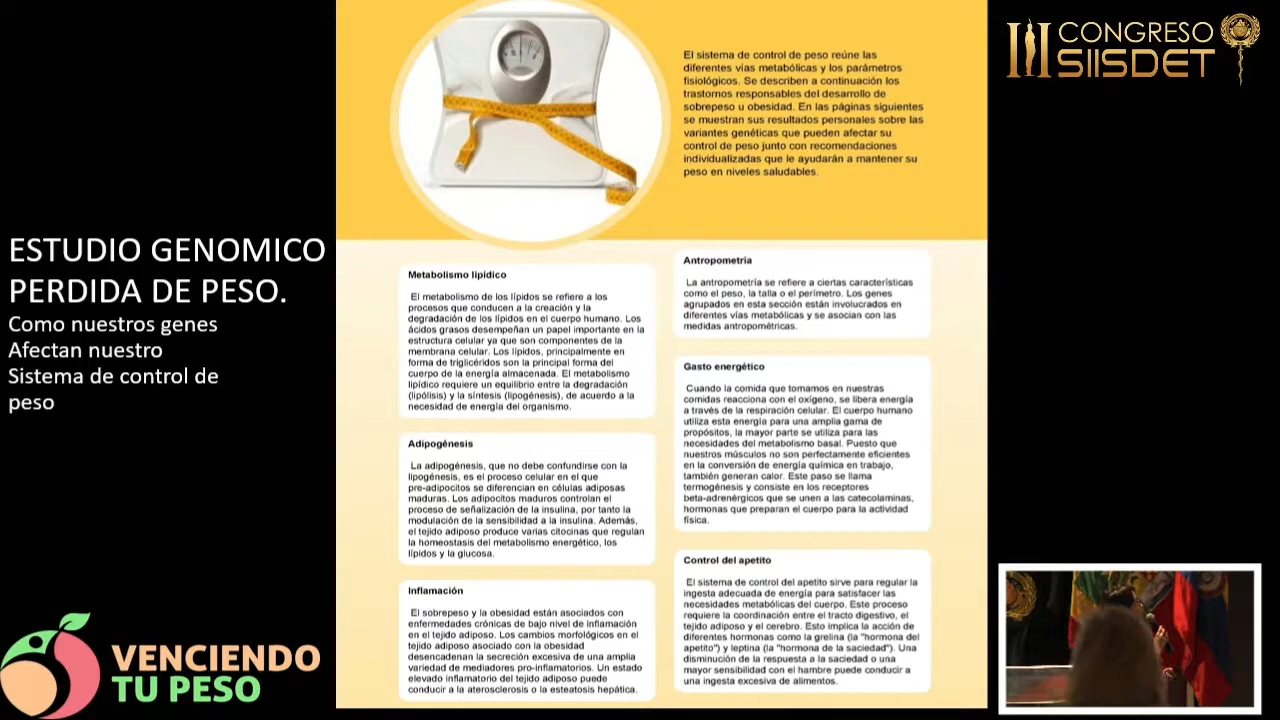 ESTUDIO GENOMICO
PERDIDA DE PESO.
Como nuestros genes
Afectan nuestro
Sistema de control de
peso
VENCIENDO
TU PESO
El sistema de control de peso reúne las
diferentes vías metabólicas y los parámetros
fisiológicos. Se describen a continuación los
trastornos responsables del desarrollo de
sobrepeso u obesidad. En las páginas siguientes
se muestran sus resultados personales sobre las
variantes genéticas que pueden afectar su
control de peso junto con recomendaciones
individualizadas que le ayudarán a mantener su
peso en niveles saludables.
Metabolismo lipídico
El metabolismo de los lípidos se refiere a los
procesos que conducen a la creación y la
degradación de los lípidos en el cuerpo humano. Los
ácidos grasos desempeñan un papel importante en la
estructura celular ya que son componentes de la
membrana celular. Los lípidos, principalmente en
forma de triglicéridos son la principal forma del
cuerpo de la energía almacenada. El metabolismo
lipídico requiere un equilibrio entre la degradación
(lipólisis) y la síntesis (lipogénesis), de acuerdo a la
necesidad de energía del organismo.
Adipogénesis
La adipogénesis, que no debe confundirse con la
lipogénesis, es el proceso celular en el que
pre-adipocitos se diferencian en células adiposas
maduras. Los adipocitos maduros controlan el
proceso de señalización de la insulina, por tanto la
modulación de la sensibilidad a la insulina. Además,
el tejido adiposo produce varias citocinas que regulan
la homeostasis del metabolismo energético, los
lípidos y la glucosa.
Inflamación
El sobrepeso y la obesidad están asociados con
enfermedades crónicas de bajo nivel de inflamación
en el tejido adiposo. Los cambios morfológicos en el
tejido adiposo asociado con la obesidad
desencadenan la secreción excesiva de una amplia
variedad de mediadores pro-inflamatorios. Un estado
elevado inflamatorio del tejido adiposo puede
conducir a la aterosclerosis o la esteatosis hepática.
Antropometría
La antropometría se refiere a ciertas características
como el peso, la talla o el perímetro. Los genes
agrupados en esta sección están involucrados en
diferentes vías metabólicas y se asocian con las
medidas antropométricas.
Gasto energético
Cuando la comida que tomamos en nuestras
comidas reacciona con el oxígeno, se libera energía
a través de la respiración celular. El cuerpo humano
utiliza esta energía para una amplia gama de
propósitos, la mayor parte se utiliza para las
necesidades del metabolismo basal. Puesto que
nuestros músculos no son perfectamente eficientes
en la conversión de energía química en trabajo,
también generan calor. Este paso se llama
termogénesis y consiste en los receptores
beta-adrenérgicos que se unen a las catecolaminas,
hormonas que preparan el cuerpo para la actividad
física.
Control del apetito
El sistema de control del apetito sirve para regular la
ingesta adecuada de energía para satisfacer las
necesidades metabólicas del cuerpo. Este proceso
requiere la coordinación entre el tracto digestivo, el
tejido adiposo y el cerebro. Esto implica la acción de
diferentes hormonas como la grelina (la "hormona del
apetito") y leptina (la "hormona de la saciedad"). Una
disminución de la respuesta a la saciedad o una
mayor sensibilidad con el hambre puede conducir a
una ingesta excesiva de alimentos.
III CONGRESO
SIISDET